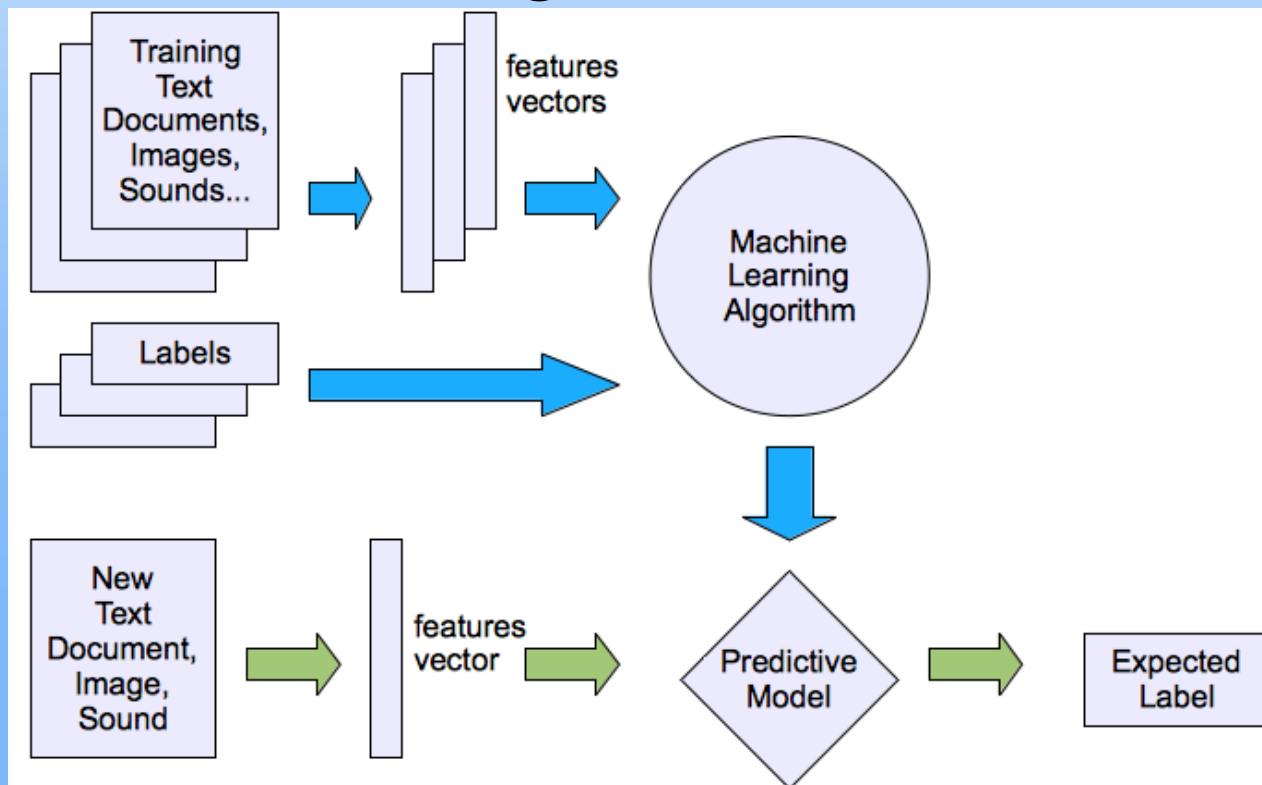 Training
Text
Documents,
Images,
Sounds...
features
vectors
Machine
Learning
Algorithm
Labels
New
Text
Document,
Image,
Sound
features
vector
Predictive
Model
Expected
Label